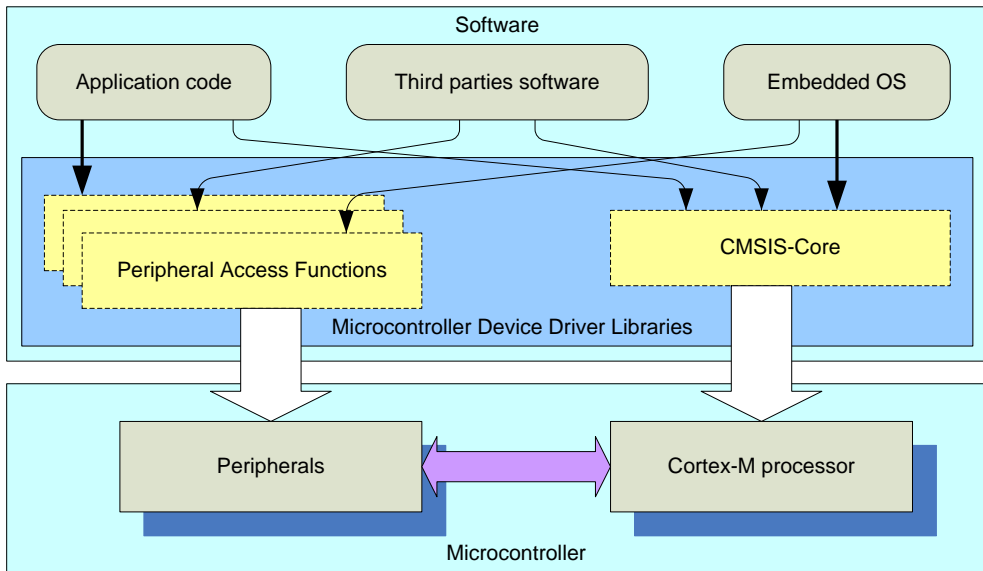 Software
Application code
Third parties software
Embedded OS
CMSIS-Core
Peripheral Access Functions
Microcontroller Device Driver Libraries
Peripherals
Cortex-M processor
Microcontroller